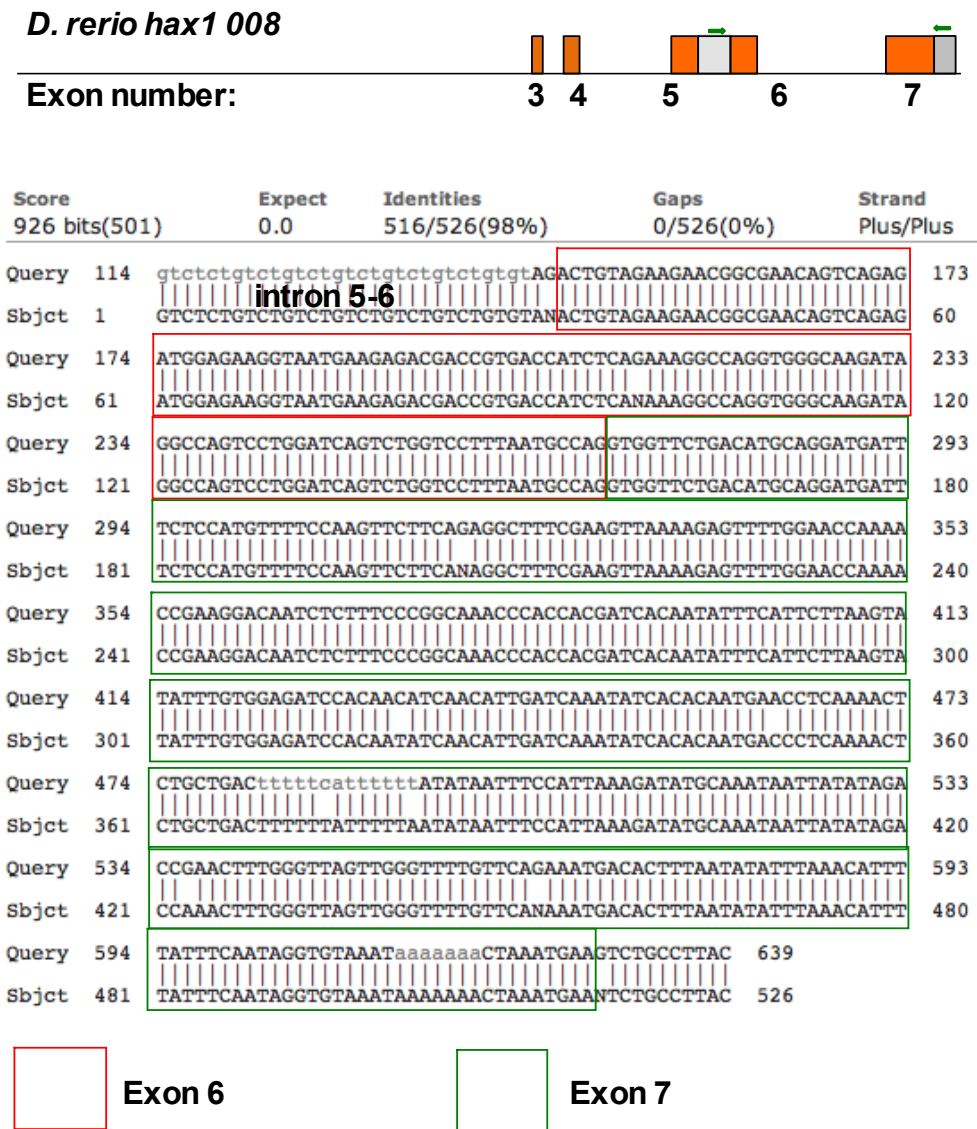 D. rerio hax1 008
Exon number: 3 4 5 6 7
Score Expect Identities Gaps Strand
926 bits(501) 0.0 516/526(98%) 0/526(0%) Plus/Plus
Query 114 gtctctgtctgtctgtctgtctgtctgtgtAGACTGTAGAAGAACGGCGAACAGTCAGAG 173
intron 5-6
Sbjct 1 GTCTCTGTCTGTCTGTCTGTCTGTCTGTGTANACTGTAGAAGAACGGCGAACAGTCAGAG 60
Query 174 ATGGAGAAGGTAATGAAGAGACGACCGTGACCATCTCAGAAAGGCCAGGTGGGCAAGATA 233
Sbjct 61 ATGGAGAAGGTAATGAAGAGACGACCGTGACCATCTCANAAAGGCCAGGTGGGCAAGATA 120
Query 234 GGCCAGTCCTGGATCAGTCTGGTCCTTTAATGCCAGGTGGTTCTGACATGCAGGATGATT 293
Sbjct 121 GGCCAGTCCTGGATCAGTCTGGTCCTTTAATGCCAGGTGGTTCTGACATGCAGGATGATT 180
Query 294 TCTCCATGTTTTCCAAGTTCTTCAGAGGCTTTCGAAGTTAAAAGAGTTTTGGAACCAAAA 353
Sbjct 181 TCTCCATGTTTTCCAAGTTCTTCANAGGCTTTCGAAGTTAAAAGAGTTTTGGAACCAAAA 240
Query 354 CCGAAGGACAATCTCTTTCCCGGCAAACCCACCACGATCACAATATTTCATTCTTAAGTA 413
Sbjct 241 CCGAAGGACAATCTCTTTCCCGGCAAACCCACCACGATCACAATATTTCATTCTTAAGTA 300
Query 414 TATTTGTGGAGATCCACAACATCAACATTGATCAAATATCACACAATGAACCTCAAAACT 473
Sbjct 301 TATTTGTGGAGATCCACAATATCAACATTGATCAAATATCACACAATGACCCTCAAAACT 360
Query 474 CTGCTGACtttttcattttttATATAATTTCCATTAAAGATATGCAAATAATTATATAGA 533
Sbjct 361 CTGCTGACTTTTTTATTTTTAATATAATTTCCATTAAAGATATGCAAATAATTATATAGA 420
Query 534 CCGAACTTTGGGTTAGTTGGGTTTTGTTCAGAAATGACACTTTAATATATTTAAACATTT 593
Sbjct 421 CCAAACTTTGGGTTAGTTGGGTTTTGTTCANAAATGACACTTTAATATATTTAAACATTT 480
Query 594 TATTTCAATAGGTGTAAATaaaaaaaCTAAATGAAGTCTGCCTTAC 639
Sbjct 481 TATTTCAATAGGTGTAAATAAAAAAACTAAATGAANTCTGCCTTAC 526
Exon 6 Exon 7